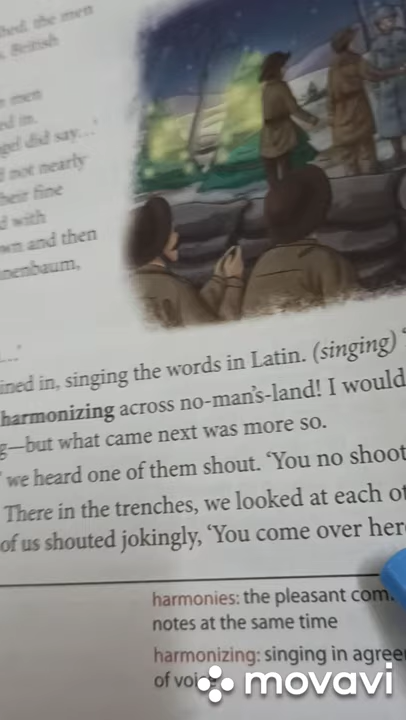 the men
British
men
ed in.
gel did say...'
not nearly
heir fine
d with
wn and then
nenbaum,
...'
ined in, singing the words in Latin. (singing) '
harmonizing across no-man's-land! I would
g—but what came next was more so.
' we heard one of them shout. 'You no shoot
There in the trenches, we looked at each ot
of us shouted jokingly, 'You come over her
harmonies: the pleasant com
notes at the same time
harmonizing: singing in agree
of voi
movavi